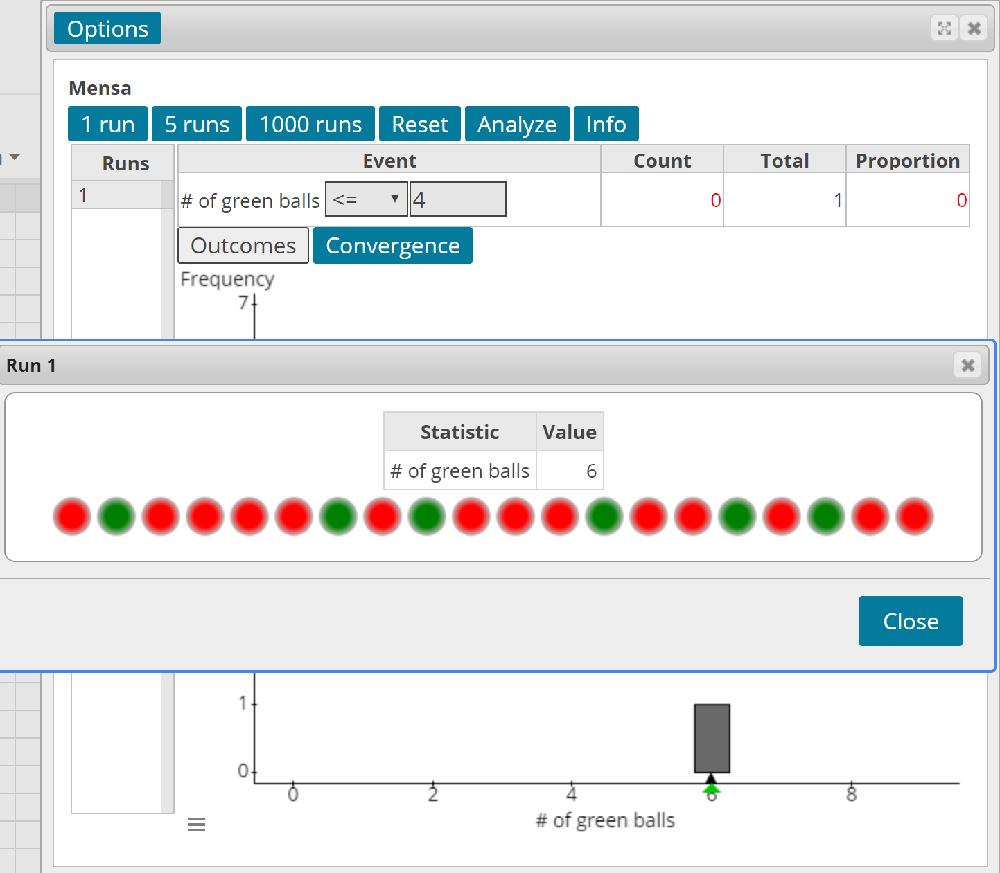 Options
Mensa
1 run 5 runs 1000 runs Reset Analyze Info
Runs Event Count Total Proportion
1 # of green balls <= 4 0 1 0
Outcomes Convergence
Frequency
7
Run 1
Statistic Value
# of green balls 6
Close
1
0
0 2 4 6 8
# of green balls